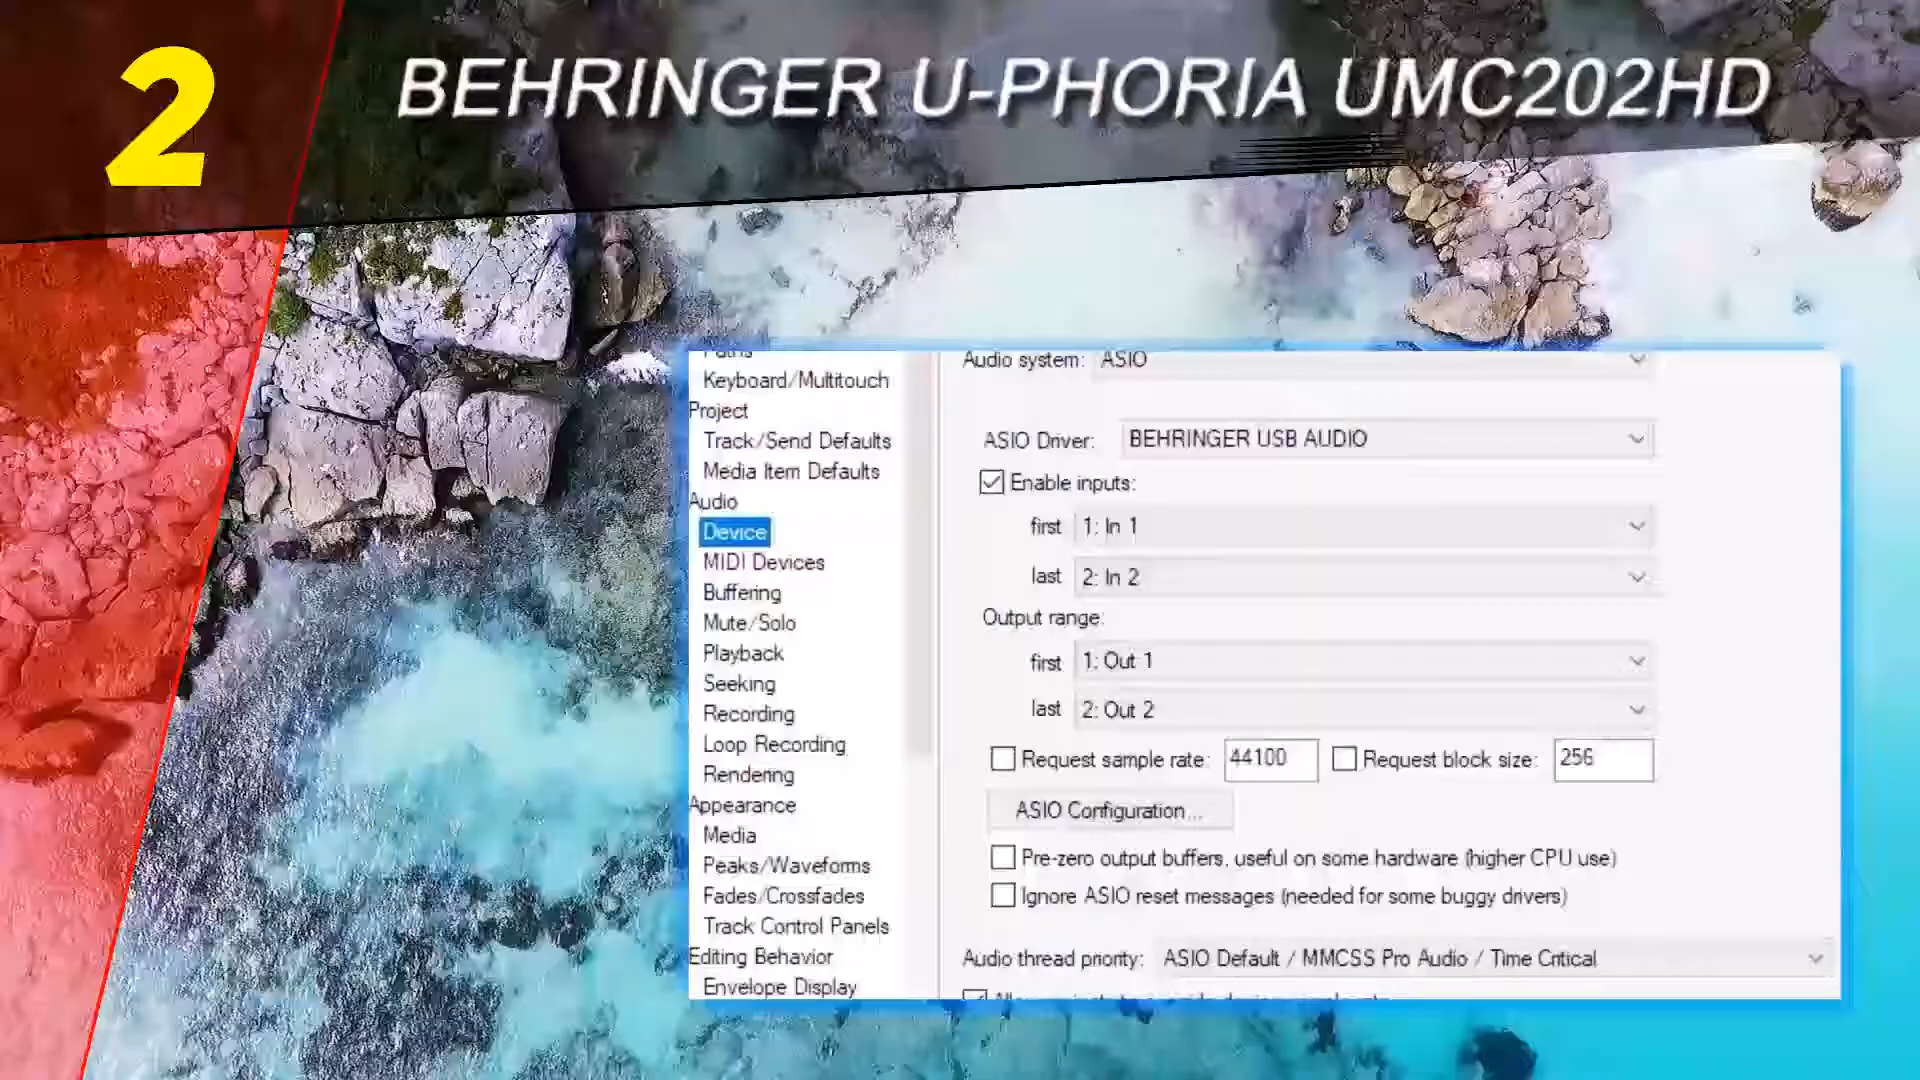 2
BEHRINGER U-PHORIA UMC202HD
Paths
Keyboard/Multitouch
Project
Track/Send Defaults
Media Item Defaults
Audio
Device
MIDI Devices
Buffering
Mute/Solo
Playback
Seeking
Recording
Loop Recording
Rendering
Appearance
Media
Peaks/Waveforms
Fades/Crossfades
Track Control Panels
Editing Behavior
Envelope Display
Audio system: ASIO
ASIO Driver: BEHRINGER USB AUDIO
Enable inputs:
first 1: In 1
last 2: In 2
Output range:
first 1: Out 1
last 2: Out 2
Request sample rate: 44100 Request block size: 256
ASIO Configuration...
Pre-zero output buffers, useful on some hardware (higher CPU use)
Ignore ASIO reset messages (needed for some buggy drivers)
Audio thread priority: ASIO Default / MMCSS Pro Audio / Time Critical